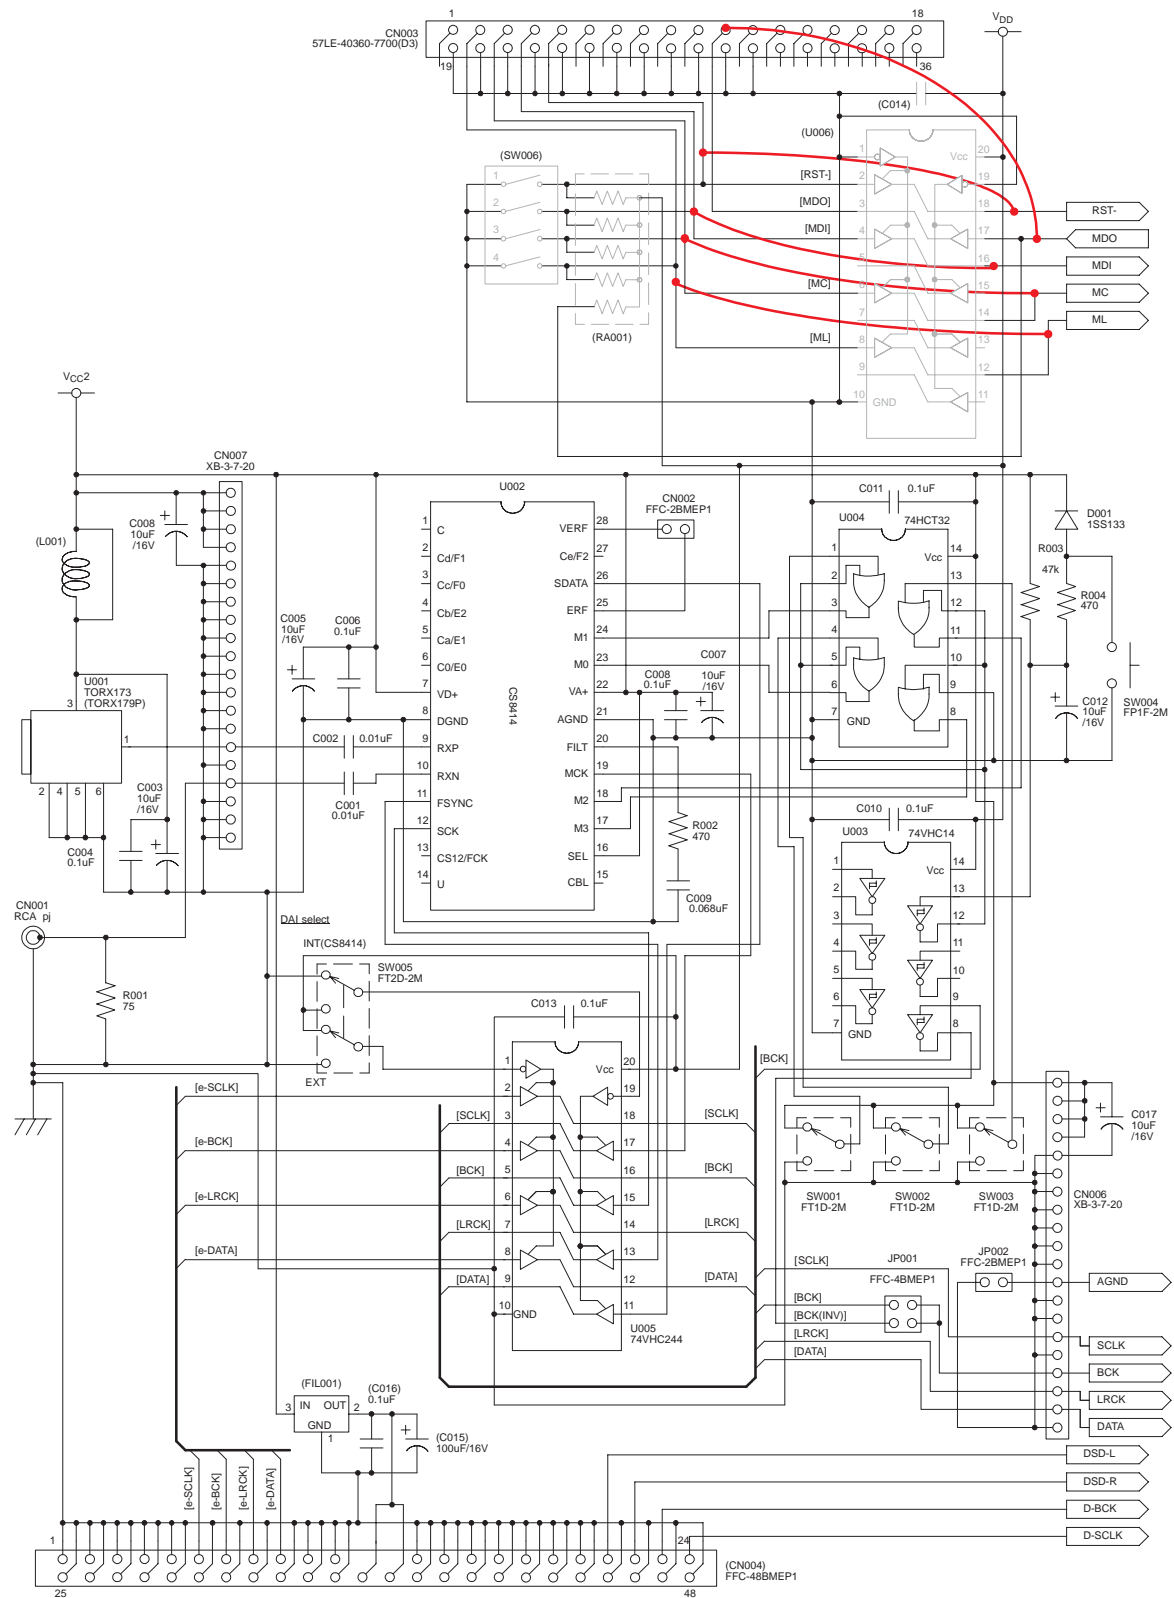 1 18
CN003
57LE-40360-7700(D3)
19 36
VDD
(C014)
(U006)
(SW006)
1
2
3
4
(RA001)
[RST-]
[MDO]
[MDI]
[MC]
[ML]
1 Vcc 20
2 19
3 18
4 17
5 16
6 15
7 14
8 13
9 12
10 GND 11
RST-
MDO
MDI
MC
ML
VCC2
CN007
XB-3-7-20
(L001)
C008
10uF
/16V
+
U001
TORX173
(TORX179P)
3
1
2 4 5 6
C003
10uF
/16V
+
C004
0.1uF
CN001
RCA pj
R001
75
C005
10uF
/16V
+
C006
0.1uF
C002 0.01uF
C001
0.01uF
U002
CS8414
1 C
2 Cd/F1
3 Cc/F0
4 Cb/E2
5 Ca/E1
6 C0/E0
7 VD+
8 DGND
9 RXP
10 RXN
11 FSYNC
12 SCK
13 CS12/FCK
14 U
VERF 28
Ce/F2 27
SDATA 26
ERF 25
M1 24
M0 23
VA+ 22
AGND 21
FILT 20
MCK 19
M2 18
M3 17
SEL 16
CBL 15
CN002
FFC-2BMEP1
C008
0.1uF
C007
10uF
/16V
+
R002
470
C009
0.068uF
C011 0.1uF
U004 74HCT32
1 Vcc 14
2 13
3 12
4 11
5 10
6 9
7 GND 8
D001
1SS133
R003
47k
R004
470
C012
10uF
/16V
+
SW004
FP1F-2M
C010 0.1uF
U003 74VHC14
1 Vcc 14
2 13
3 12
4 11
5 10
6 9
7 GND 8
DAI select
INT(CS8414)
SW005
FT2D-2M
EXT
C013 0.1uF
1 Vcc 20
2 19
3 18
4 17
5 16
6 15
7 14
8 13
9 12
10 GND 11
U005
74VHC244
[e-SCLK]
[e-BCK]
[e-LRCK]
[e-DATA]
[SCLK]
[BCK]
[LRCK]
[DATA]
[SCLK]
[BCK]
[LRCK]
[DATA]
[BCK]
SW001
FT1D-2M
SW002
FT1D-2M
SW003
FT1D-2M
C017
10uF
/16V
+
CN006
XB-3-7-20
JP001
FFC-4BMEP1
JP002
FFC-2BMEP1
[SCLK]
[BCK]
[BCK(INV)]
[LRCK]
[DATA]
AGND
SCLK
BCK
LRCK
DATA
(FIL001)
3 IN OUT 2
GND
1
(C016)
0.1uF
(C015)
100uF/16V
+
[e-SCLK]
[e-BCK]
[e-LRCK]
[e-DATA]
DSD-L
DSD-R
D-BCK
D-SCLK
1 24
25 48
(CN004)
FFC-48BMEP1